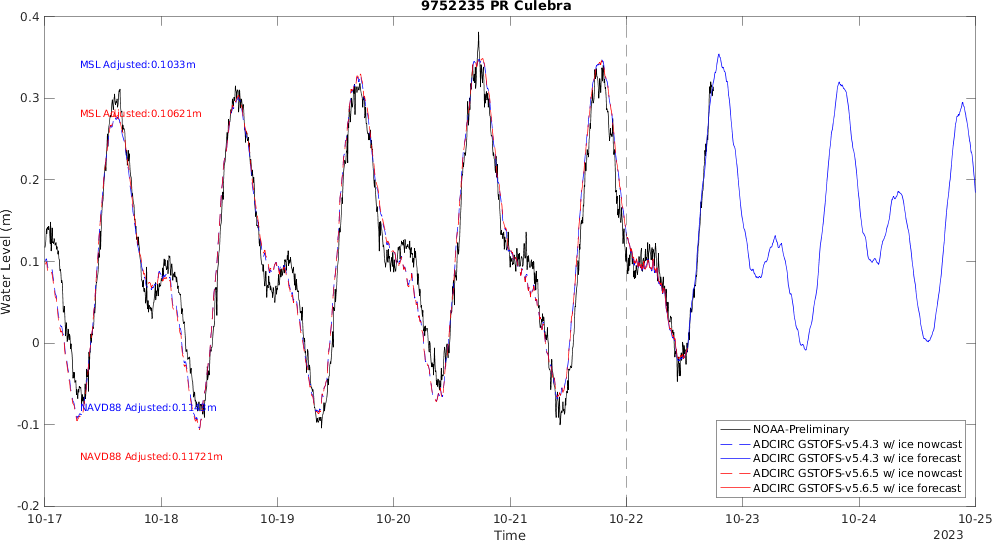 9752235 PR Culebra
0.4
MSL Adjusted:0.1033m
0.3
MSL Adjusted:0.10621m
0.2
0.1
Water Level (m)
0
NAVD88 Adjusted:
-0.1
NAVD88 Adjusted:0.11721m
-0.2
NOAA-Preliminary
ADCIRC GSTOFS-v5.4.3 w/ ice nowcast
ADCIRC GSTOFS-v5.4.3 w/ ice forecast
ADCIRC GSTOFS-v5.6.5 w/ ice nowcast
ADCIRC GSTOFS-v5.6.5 w/ ice forecast
10-17 10-18 10-19 10-20 10-21 10-22 10-23 10-24 10-25
Time
2023